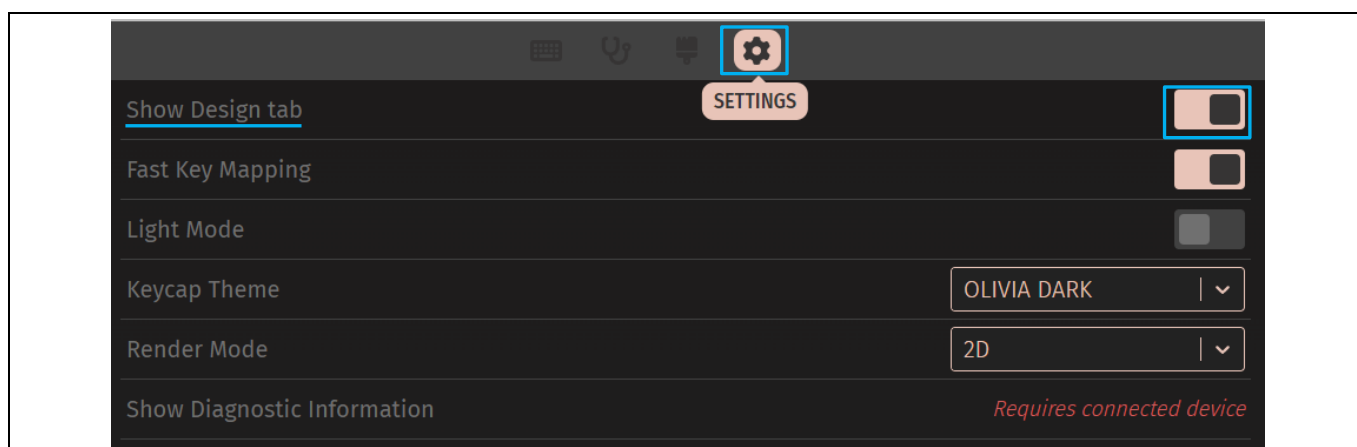 SETTINGS
Show Design tab
Fast Key Mapping
Light Mode
Keycap Theme
OLIVIA DARK
Render Mode
2D
Show Diagnostic Information
Requires connected device